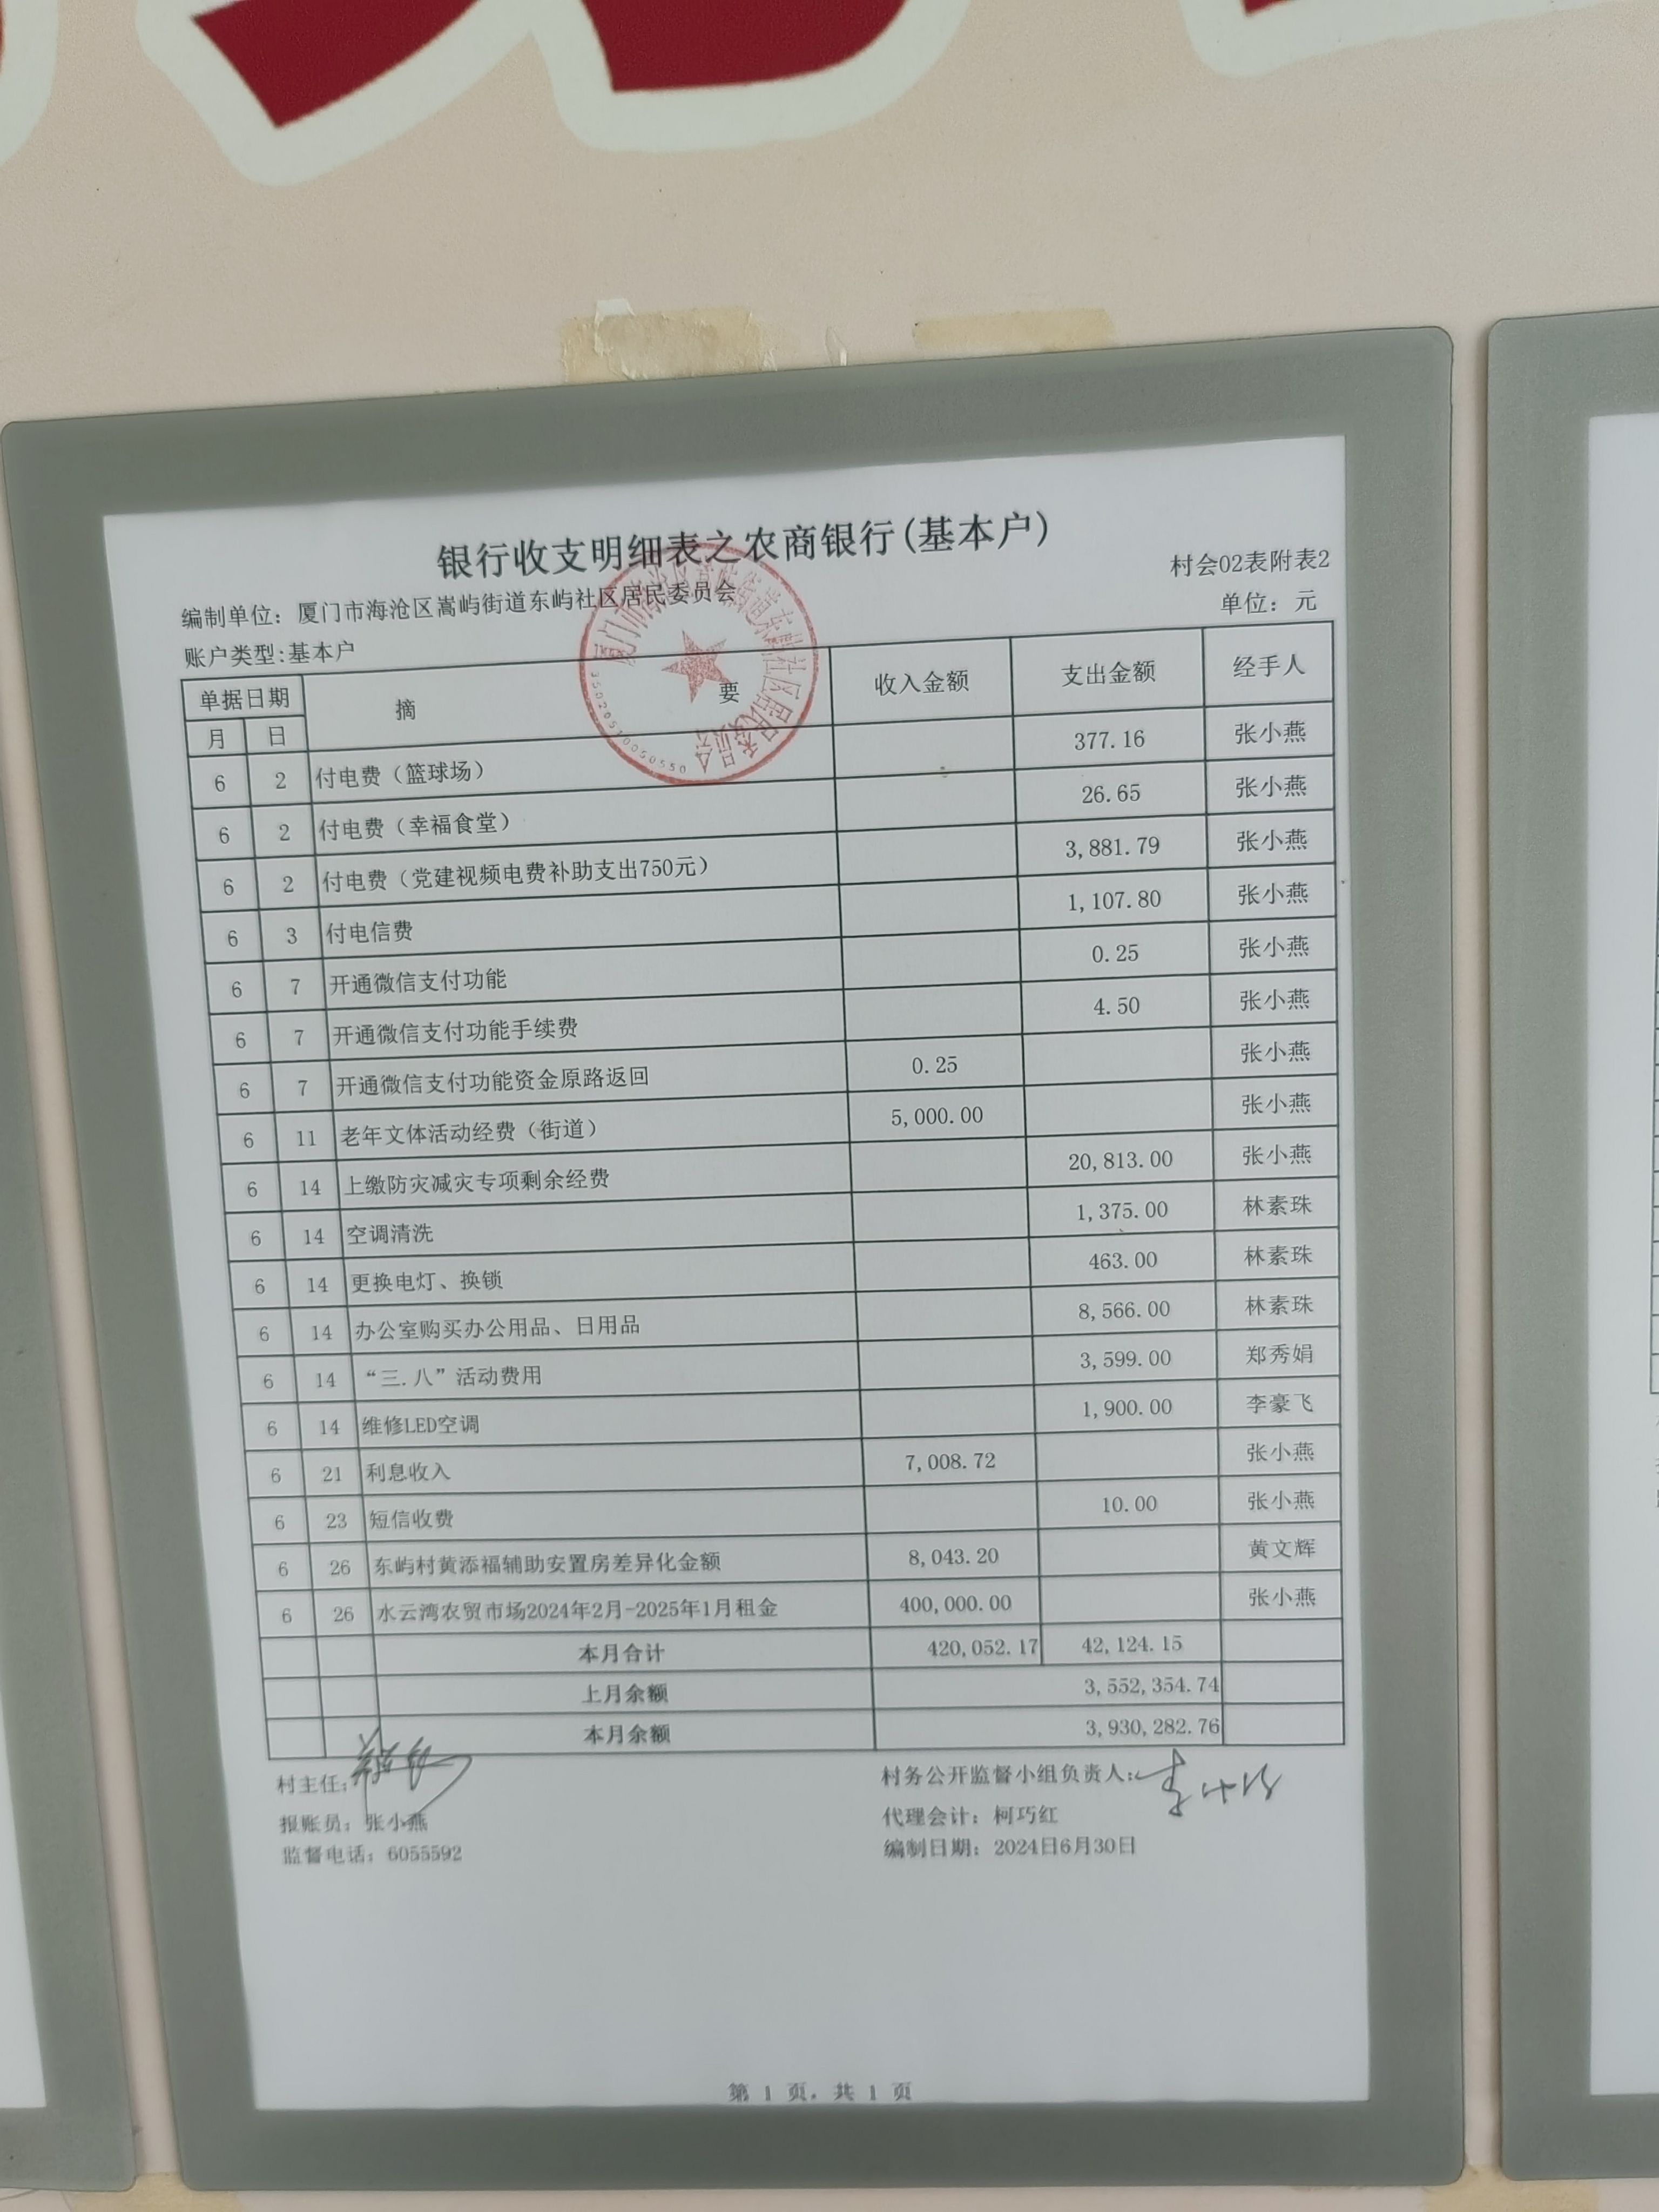 银行收支明细表之农商银行(基本户)
村会02表附表2
编制单位：厦门市海沧区嵩屿街道东屿社区居民委员会
单位：元
账户类型:基本户
单据日期 摘 要 收入金额 支出金额 经手人
月 日
6 2 付电费（篮球场） 377.16 张小燕
6 2 付电费（幸福食堂） 26.65 张小燕
6 2 付电费（党建视频电费补助支出750元） 3,881.79 张小燕
6 3 付电信费 1,107.80 张小燕
6 7 开通微信支付功能 0.25 张小燕
6 7 开通微信支付功能手续费 4.50 张小燕
6 7 开通微信支付功能资金原路返回 0.25 张小燕
6 11 老年文体活动经费（街道） 5,000.00 张小燕
6 14 上缴防灾减灾专项剩余经费 20,813.00 张小燕
6 14 空调清洗 1,375.00 林素珠
6 14 更换电灯、换锁 463.00 林素珠
6 14 办公室购买办公用品、日用品 8,566.00 林素珠
6 14 “三.八”活动费用 3,599.00 郑秀娟
6 14 维修LED空调 1,900.00 李豪飞
6 21 利息收入 7,008.72 张小燕
6 23 短信收费 10.00 张小燕
6 26 东屿村黄添福辅助安置房差异化金额 8,043.20 黄文辉
6 26 水云湾农贸市场2024年2月-2025年1月租金 400,000.00 张小燕
本月合计 420,052.17 42,124.15
上月余额 3,552,354.74
本月余额 3,930,282.76
村主任:
村务公开监督小组负责人:
报账员：张小燕
代理会计：柯巧红
监督电话：6055592
编制日期：2024日6月30日
第 1 页，共 1 页
厦门市海沧区嵩屿街道东屿社区居民委员会